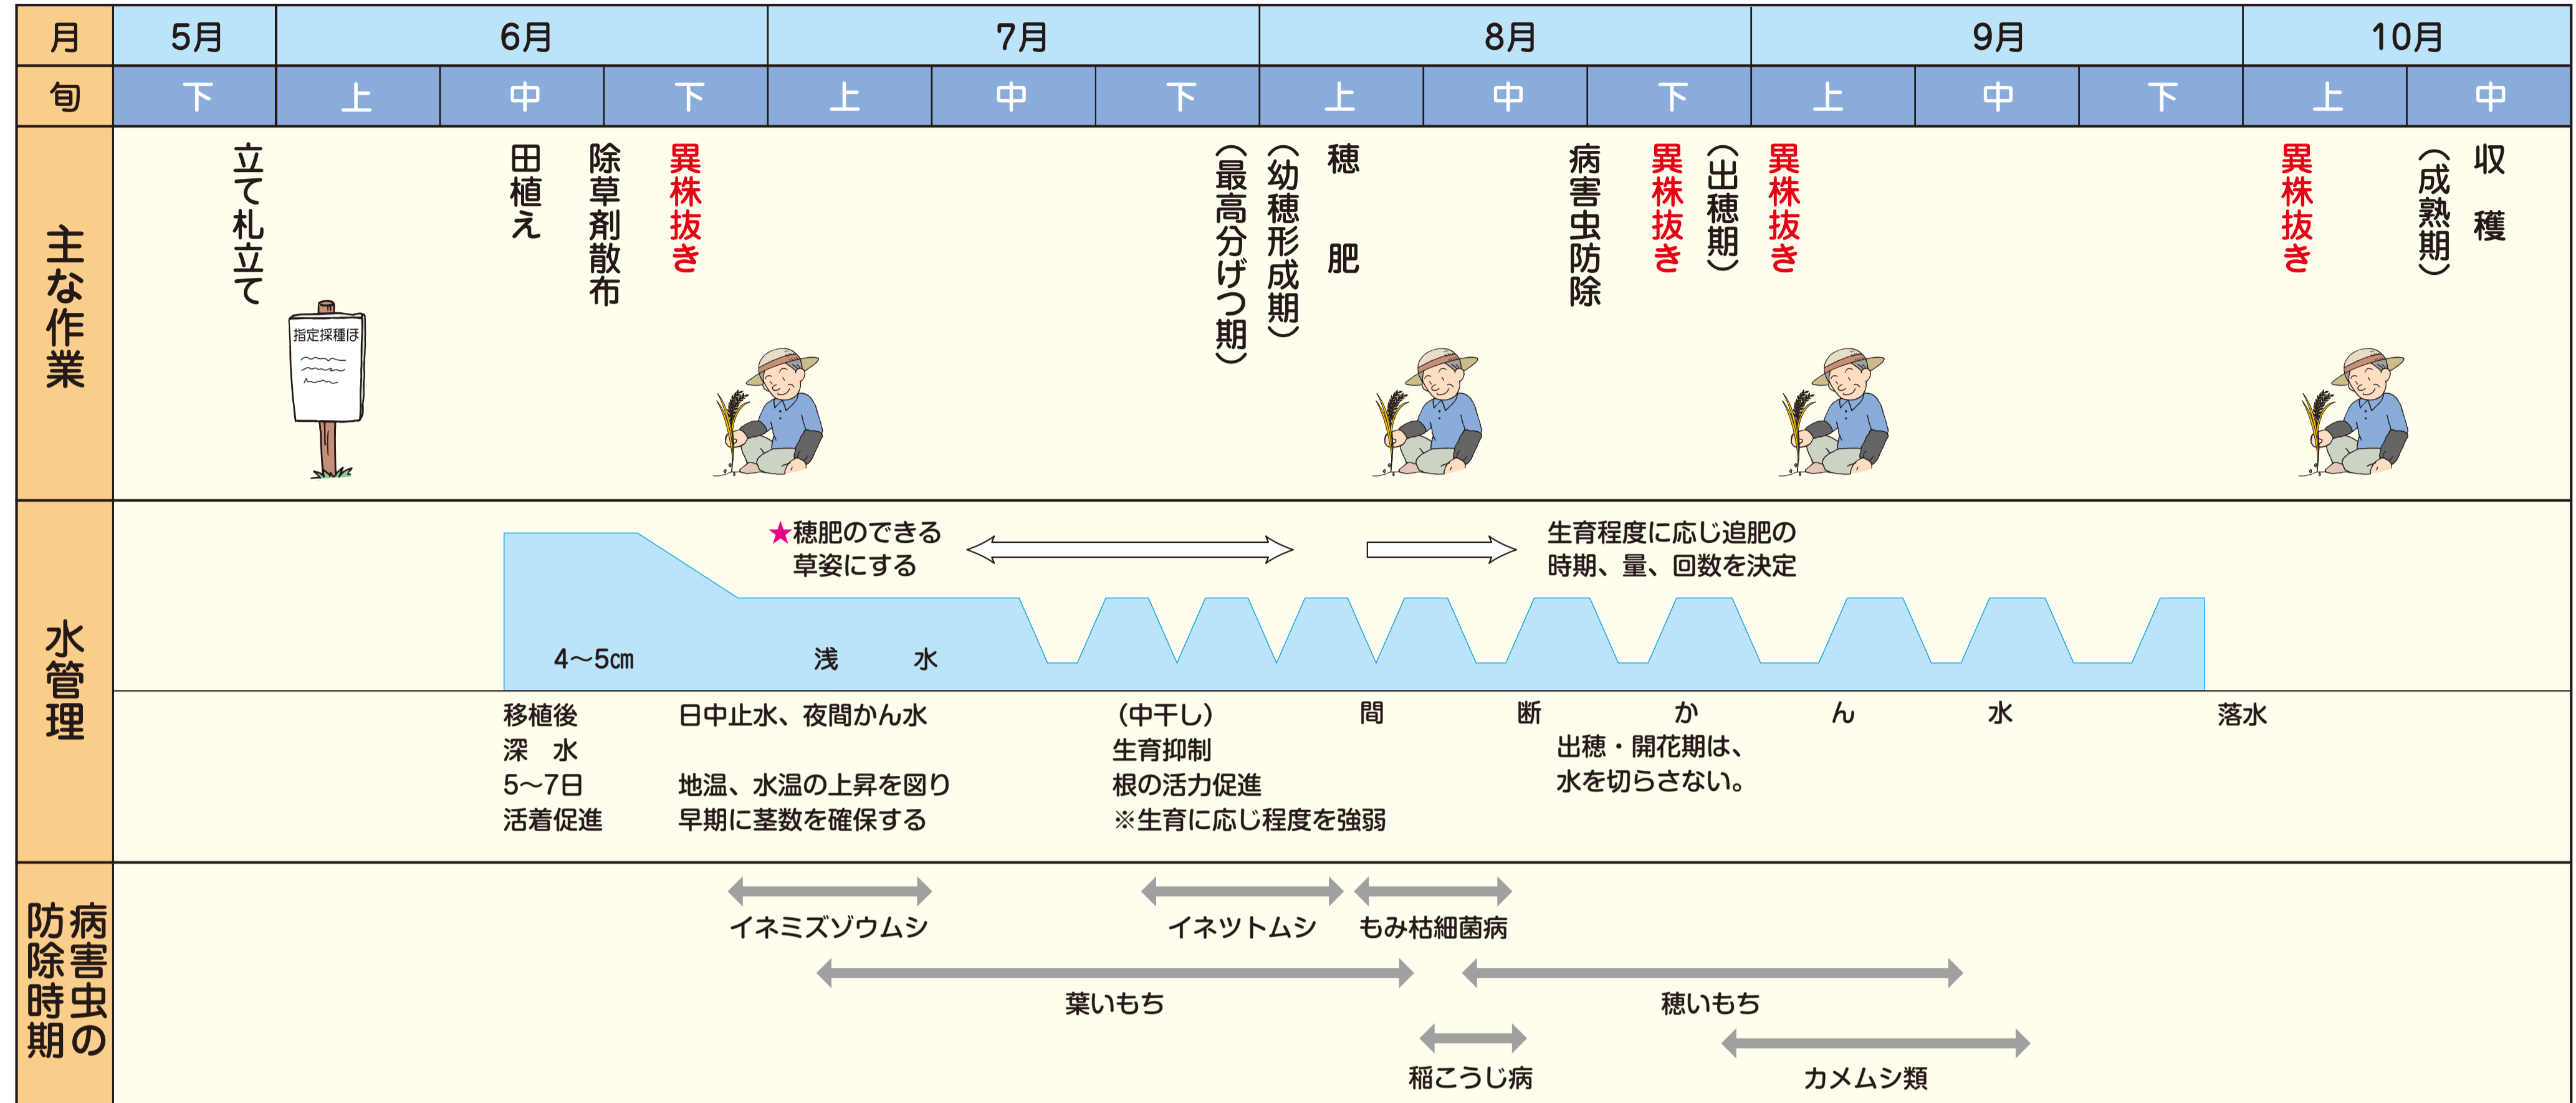 月
5月
6月
7月
8月
9月
10月
旬
下
上
中
下
上
中
下
上
中
下
上
中
下
上
中
主な作業
立て札立て
田植え
除草剤散布
異株抜き
（最高分げつ期）
（幼穂形成期）
穂肥
病害虫防除
異株抜き
（出穂期）
異株抜き
異株抜き
（成熟期）
収穫
指定採種ほ
水管理
★穂肥のできる
草姿にする
生育程度に応じ追肥の
時期、量、回数を決定
4～5㎝
浅水
移植後
深 水
5～7日
活着促進
日中止水、夜間かん水
地温、水温の上昇を図り
早期に茎数を確保する
（中干し）
生育抑制
根の活力促進
※生育に応じ程度を強弱
間断かん水
出穂・開花期は、
水を切らさない。
落水
病害虫の
防除時期
イネミズゾウムシ
イネツトムシ
もみ枯細菌病
葉いもち
穂いもち
稲こうじ病
カメムシ類